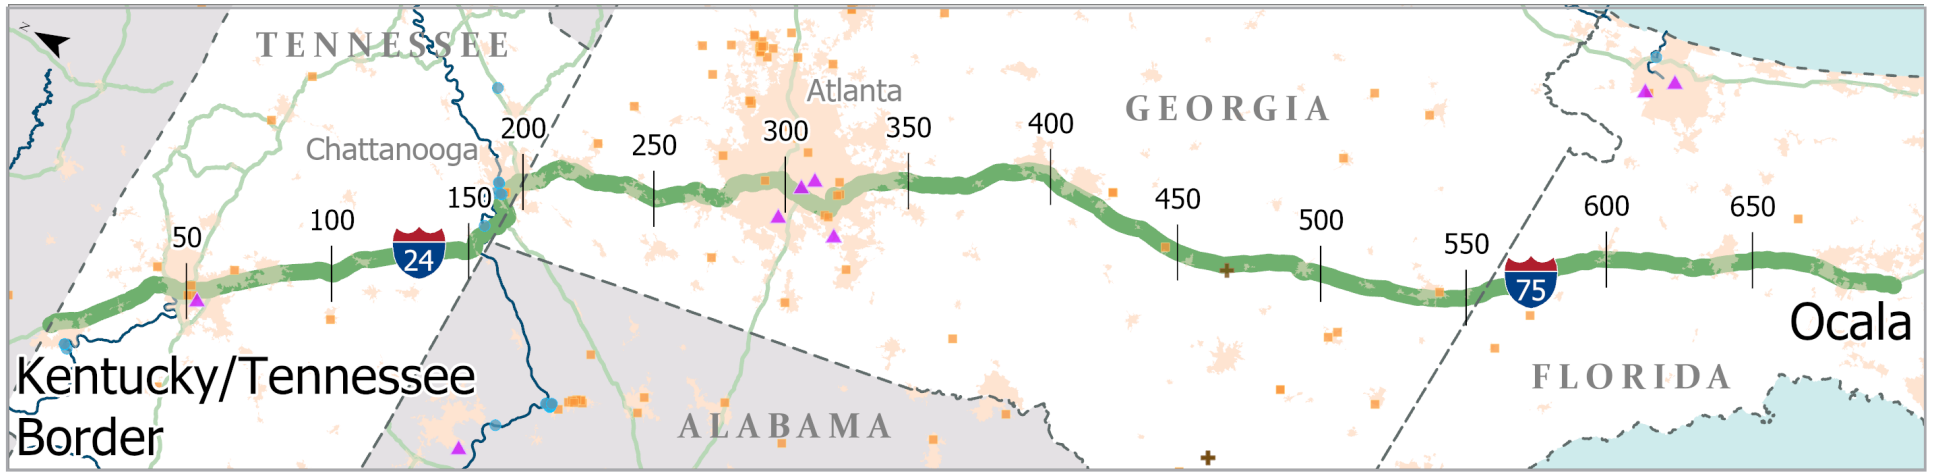 N
TENNESSEE
Atlanta
GEORGIA
Chattanooga
200
250
300
350
400
150
450
50
100
500
550
600
650
24
75
Ocala
Kentucky/Tennessee
Border
FLORIDA
ALABAMA